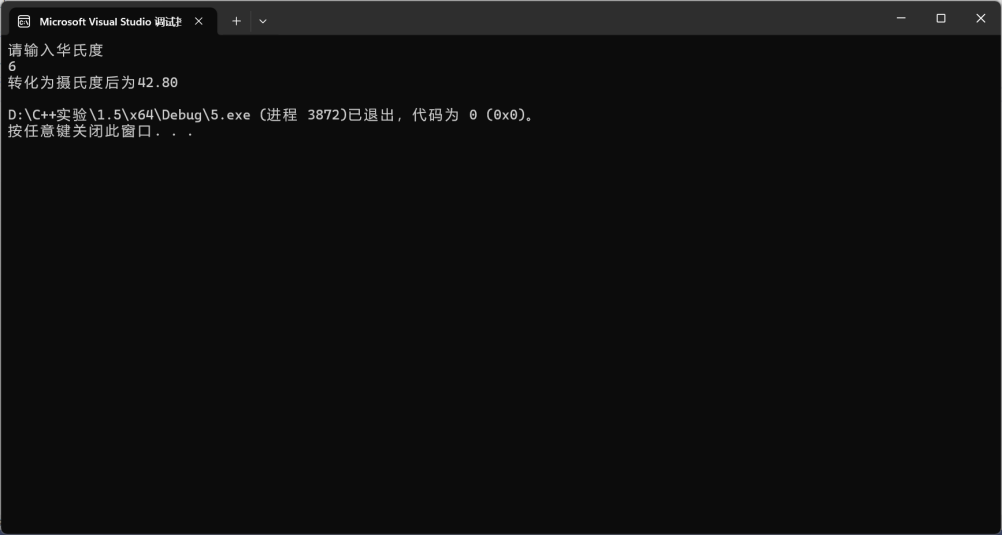 Microsoft Visual Studio 调试
请输入华氏度
6
转化为摄氏度后为42.80
D:\C++实验\1.5\x64\Debug\5.exe (进程 3872)已退出，代码为 0 (0x0)。
按任意键关闭此窗口. . .